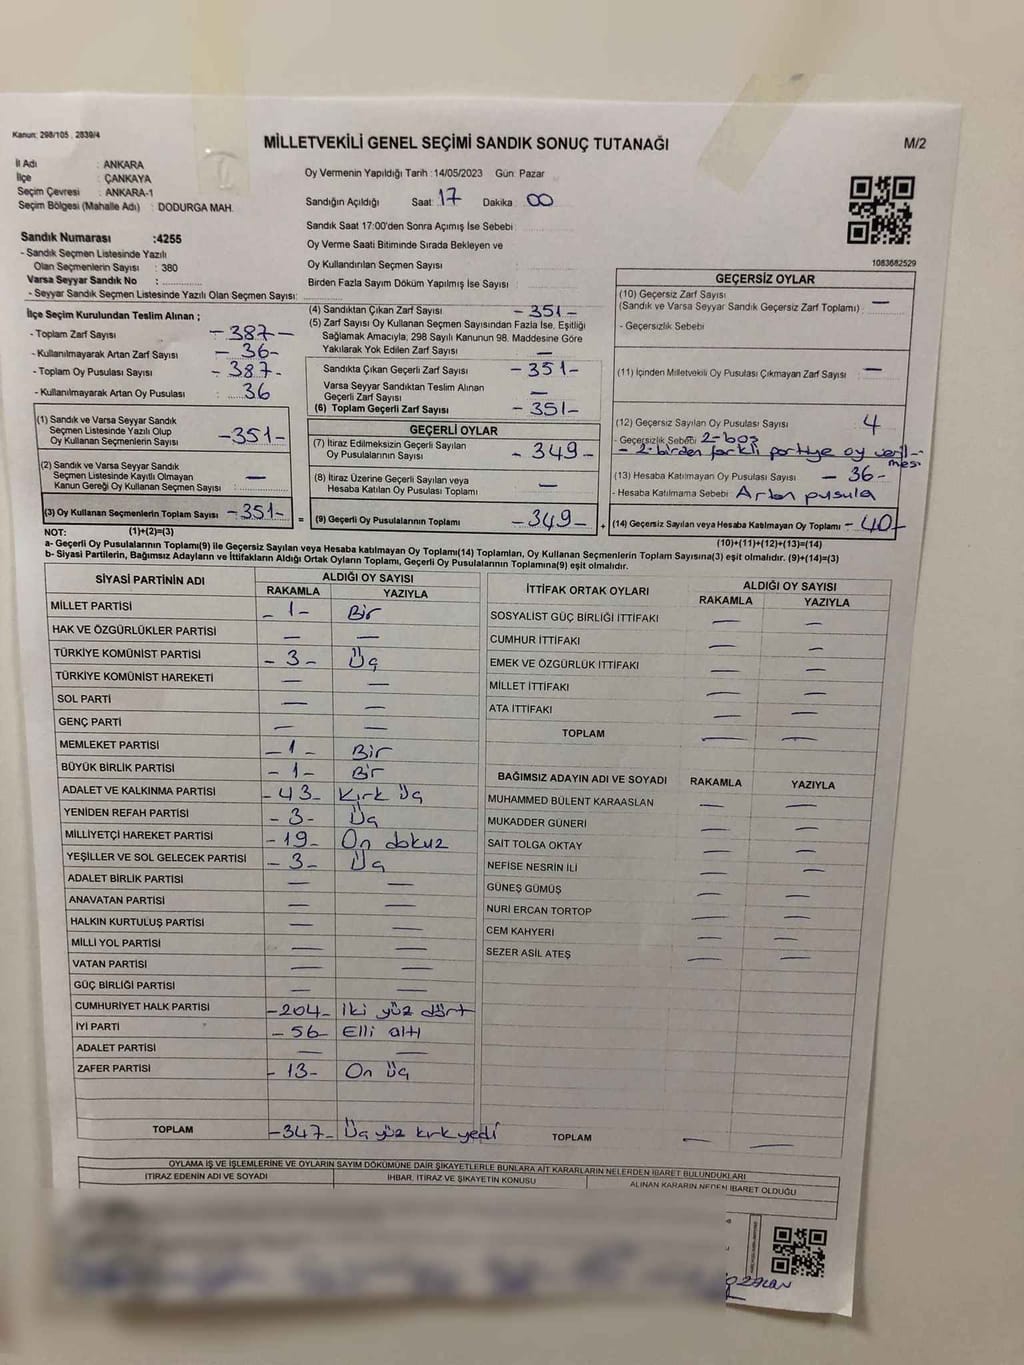 Kanun: 298/105 , 2839/4
MİLLETVEKİLİ GENEL SEÇİMİ SANDIK SONUÇ TUTANAĞI
M/2
İl Adı : ANKARA
İlçe : ÇANKAYA
Seçim Çevresi : ANKARA-1
Seçim Bölgesi (Mahalle Adı) : DODURGA MAH.
Sandık Numarası :4255
- Sandık Seçmen Listesinde Yazılı
Olan Seçmenlerin Sayısı : 380
Varsa Seyyar Sandık No :
- Seyyar Sandık Seçmen Listesinde Yazılı Olan Seçmen Sayısı:
Oy Vermenin Yapıldığı Tarih :14/05/2023 Gün: Pazar
Sandığın Açıldığı Saat: 17 Dakika : 00
Sandık Saat 17:00'den Sonra Açımış İse Sebebi
Oy Verme Saati Bitiminde Sırada Bekleyen ve
Oy Kullandırılan Seçmen Sayısı
Birden Fazla Sayım Döküm Yapılmış İse Sayısı :
1083682529
İlçe Seçim Kurulundan Teslim Alınan ;
- Toplam Zarf Sayısı - 387 -
- Kullanılmayarak Artan Zarf Sayısı - 36 -
- Toplam Oy Pusulası Sayısı - 387 -
- Kullanılmayarak Artan Oy Pusulası : 36
(4) Sandıktan Çıkan Zarf Sayısı - 351 -
(5) Zarf Sayısı Oy Kullanan Seçmen Sayısından Fazla İse, Eşitliği
Sağlamak Amacıyla; 298 Sayılı Kanunun 98. Maddesine Göre
Yakılarak Yok Edilen Zarf Sayısı —
Sandıkta Çıkan Geçerli Zarf Sayısı - 351 -
Varsa Seyyar Sandıktan Teslim Alınan
Geçerli Zarf Sayısı —
(6) Toplam Geçerli Zarf Sayısı - 351 -
GEÇERSİZ OYLAR
(10) Geçersiz Zarf Sayısı
(Sandık ve Varsa Seyyar Sandık Geçersiz Zarf Toplamı) : —
- Geçersizlik Sebebi
(11) İçinden Milletvekili Oy Pusulası Çıkmayan Zarf Sayısı : —
(12) Geçersiz Sayılan Oy Pusulası Sayısı 4
- Geçersizlik Sebebi 2-boş
- 2-birden farklı partiye oy verilmesi
(13) Hesaba Katılmayan Oy Pusulası Sayısı - 36 -
- Hesaba Katılmama Sebebi Artan pusula
(14) Geçersiz Sayılan veya Hesaba Katılmayan Oy Toplamı - 40 -
(10)+(11)+(12)+(13)=(14)
(1) Sandık ve Varsa Seyyar Sandık
Seçmen Listesinde Yazılı Olup
Oy Kullanan Seçmenlerin Sayısı - 351 -
(2) Sandık ve Varsa Seyyar Sandık
Seçmen Listesinde Kayıtlı Olmayan
Kanun Gereği Oy Kullanan Seçmen Sayısı : —
(3) Oy Kullanan Seçmenlerin Toplam Sayısı - 351 -
GEÇERLİ OYLAR
(7) İtiraz Edilmeksizin Geçerli Sayılan
Oy Pusulalarının Sayısı - 349 -
(8) İtiraz Üzerine Geçerli Sayılan veya
Hesaba Katılan Oy Pusulası Toplamı —
= (9) Geçerli Oy Pusulalarının Toplamı - 349 - +
NOT: (1)+(2)=(3)
a- Geçerli Oy Pusulalarının Toplamı(9) ile Geçersiz Sayılan veya Hesaba katılmayan Oy Toplamı(14) Toplamları, Oy Kullanan Seçmenlerin Toplam Sayısına(3) eşit olmalıdır. (9)+(14)=(3)
b- Siyasi Partilerin, Bağımsız Adayların ve İttifakların Aldığı Ortak Oyların Toplamı, Geçerli Oy Pusulalarının Toplamına(9) eşit olmalıdır.
SİYASİ PARTİNİN ADI ALDIĞI OY SAYISI
RAKAMLA YAZIYLA
MİLLET PARTİSİ - 1 - Bir
HAK VE ÖZGÜRLÜKLER PARTİSİ — —
TÜRKİYE KOMÜNİST PARTİSİ - 3 - Üç
TÜRKİYE KOMÜNİST HAREKETİ — —
SOL PARTİ — —
GENÇ PARTİ — —
MEMLEKET PARTİSİ - 1 - Bir
BÜYÜK BİRLİK PARTİSİ - 1 - Bir
ADALET VE KALKINMA PARTİSİ - 43 - Kırk Üç
YENİDEN REFAH PARTİSİ - 3 - Üç
MİLLİYETÇİ HAREKET PARTİSİ - 19 - On dokuz
YEŞİLLER VE SOL GELECEK PARTİSİ - 3 - Üç
ADALET BİRLİK PARTİSİ — —
ANAVATAN PARTİSİ — —
HALKIN KURTULUŞ PARTİSİ — —
MİLLİ YOL PARTİSİ — —
VATAN PARTİSİ — —
GÜÇ BİRLİĞİ PARTİSİ — —
CUMHURİYET HALK PARTİSİ - 204 - İki yüz dört
İYİ PARTİ - 56 - Elli altı
ADALET PARTİSİ — —
ZAFER PARTİSİ - 13 - On Üç
TOPLAM - 347 - Üç yüz kırk yedi
İTTİFAK ORTAK OYLARI ALDIĞI OY SAYISI
RAKAMLA YAZIYLA
SOSYALİST GÜÇ BİRLİĞİ İTTİFAKI — —
CUMHUR İTTİFAKI — —
EMEK VE ÖZGÜRLÜK İTTİFAKI — —
MİLLET İTTİFAKI — —
ATA İTTİFAKI — —
TOPLAM — —
BAĞIMSIZ ADAYIN ADI VE SOYADI RAKAMLA YAZIYLA
MUHAMMED BÜLENT KARAASLAN — —
MUKADDER GÜNERİ — —
SAİT TOLGA OKTAY — —
NEFİSE NESRİN İLİ — —
GÜNEŞ GÜMÜŞ — —
NURİ ERCAN TORTOP — —
CEM KAHYERİ — —
SEZER ASİL ATEŞ — —
TOPLAM — —
OYLAMA İŞ VE İŞLEMLERİNE VE OYLARIN SAYIM DÖKÜMÜNE DAİR ŞİKAYETLERLE BUNLARA AİT KARARLARIN NELERDEN İBARET BULUNDUKLARI
İTİRAZ EDENİN ADI VE SOYADI İHBAR, İTİRAZ VE ŞİKAYETİN KONUSU ALINAN KARARIN NEDEN İBARET OLDUĞU